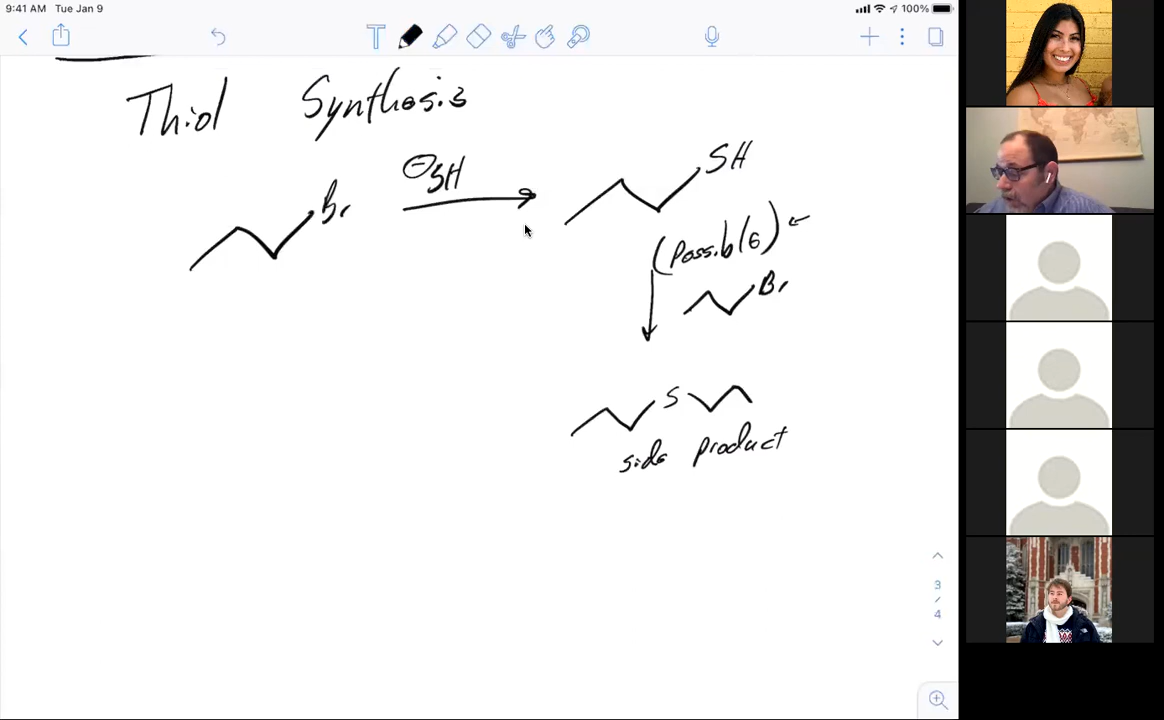 9:41 AM Tue Jan 9
100%
Thiol Synthesis
Br
⊖SH
SH
(Possible)
Br
S
side product
3
/
4